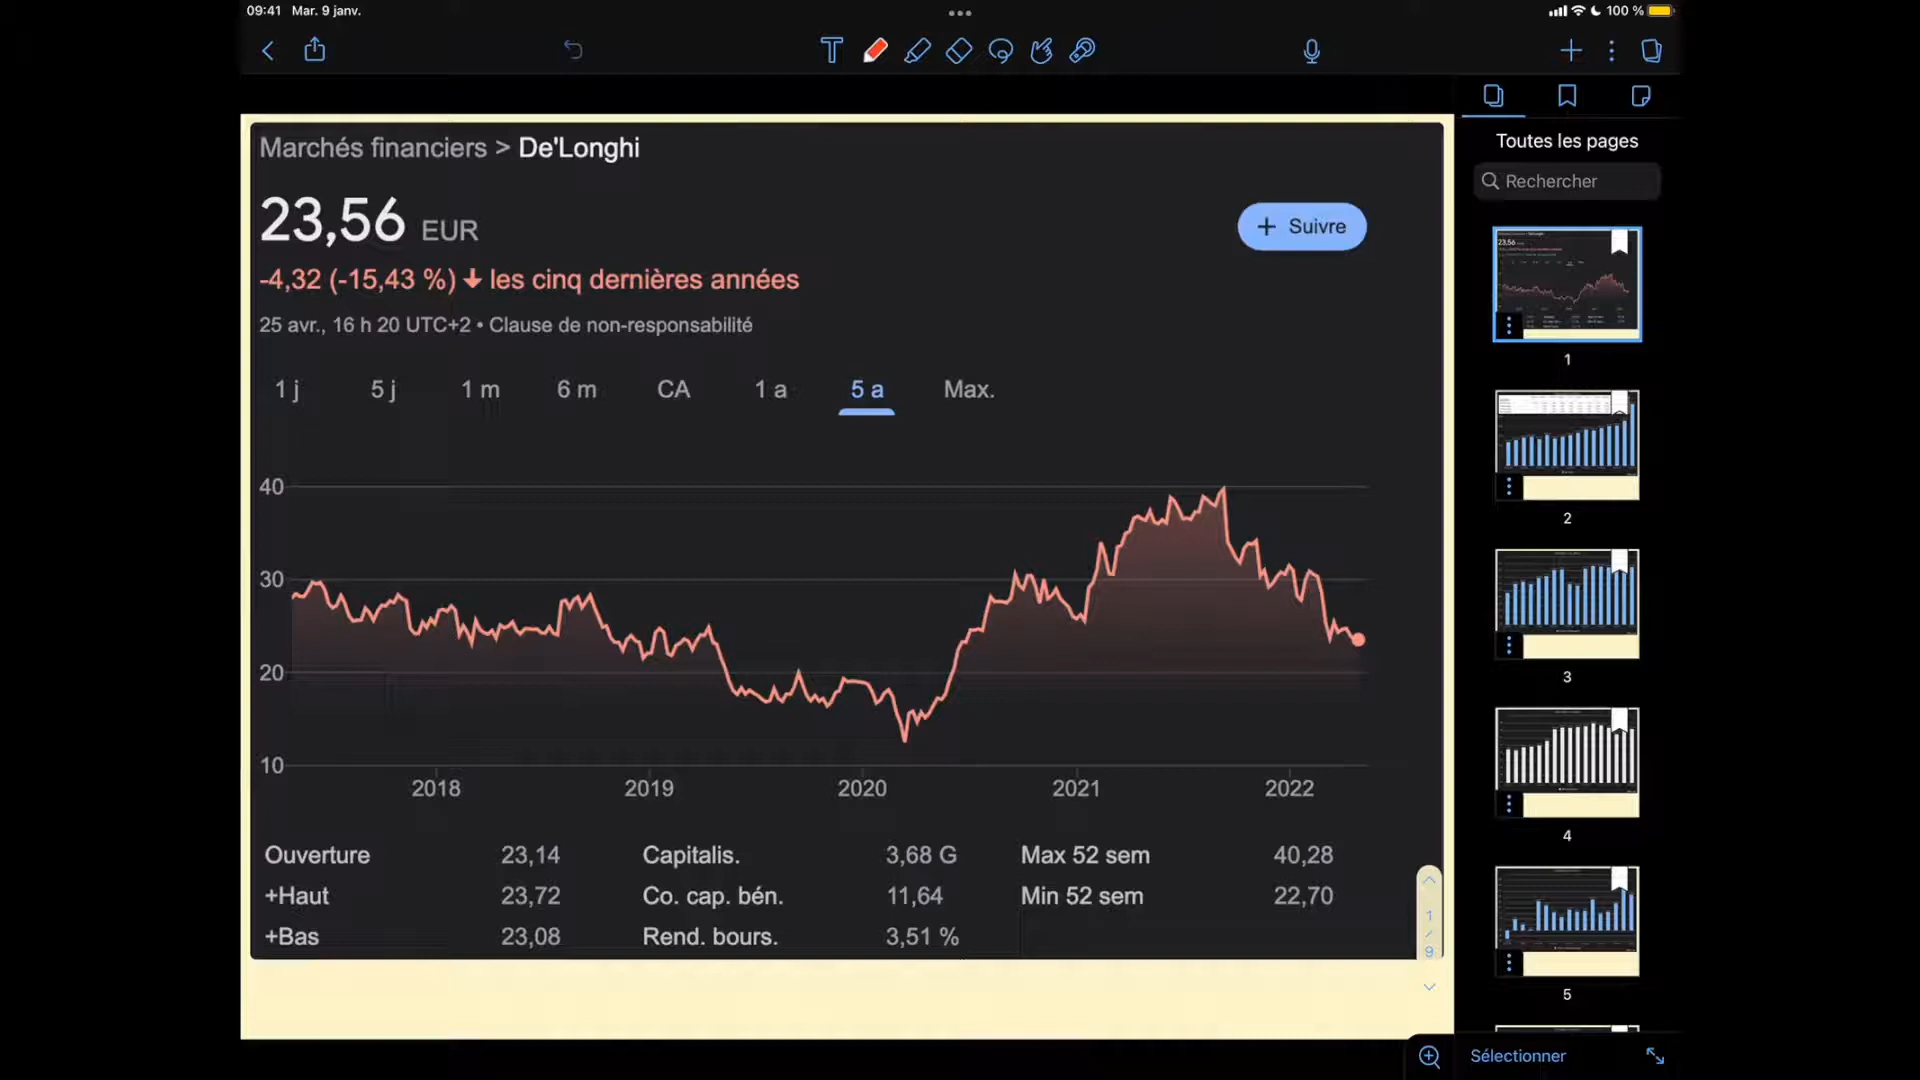 09:41 Mar. 9 janv.
100 %
Toutes les pages
Rechercher
Marchés financiers > De'Longhi
23,56 EUR
+ Suivre
-4,32 (-15,43 %) ↓ les cinq dernières années
25 avr., 16 h 20 UTC+2 • Clause de non-responsabilité
1 j 5 j 1 m 6 m CA 1 a 5 a Max.
40
30
20
10
2018 2019 2020 2021 2022
Ouverture 23,14 Capitalis. 3,68 G Max 52 sem 40,28
+Haut 23,72 Co. cap. bén. 11,64 Min 52 sem 22,70
+Bas 23,08 Rend. bours. 3,51 %
1
/
9
1
2
3
4
5
Sélectionner